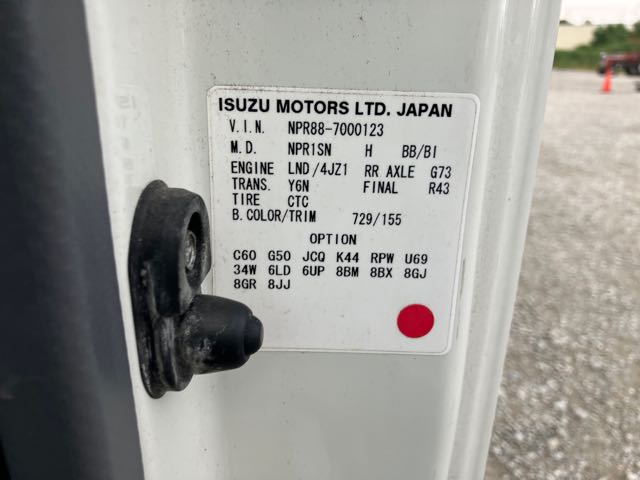 ISUZU MOTORS LTD. JAPAN
V.I.N. NPR88-7000123
M.D. NPR1SN H BB/BI
ENGINE LND/4JZ1 RR AXLE G73
TRANS. Y6N FINAL R43
TIRE CTC
B.COLOR/TRIM 729/155
OPTION
C60 G50 JCQ K44 RPW U69
34W 6LD 6UP 8BM 8BX 8GJ
8GR 8JJ